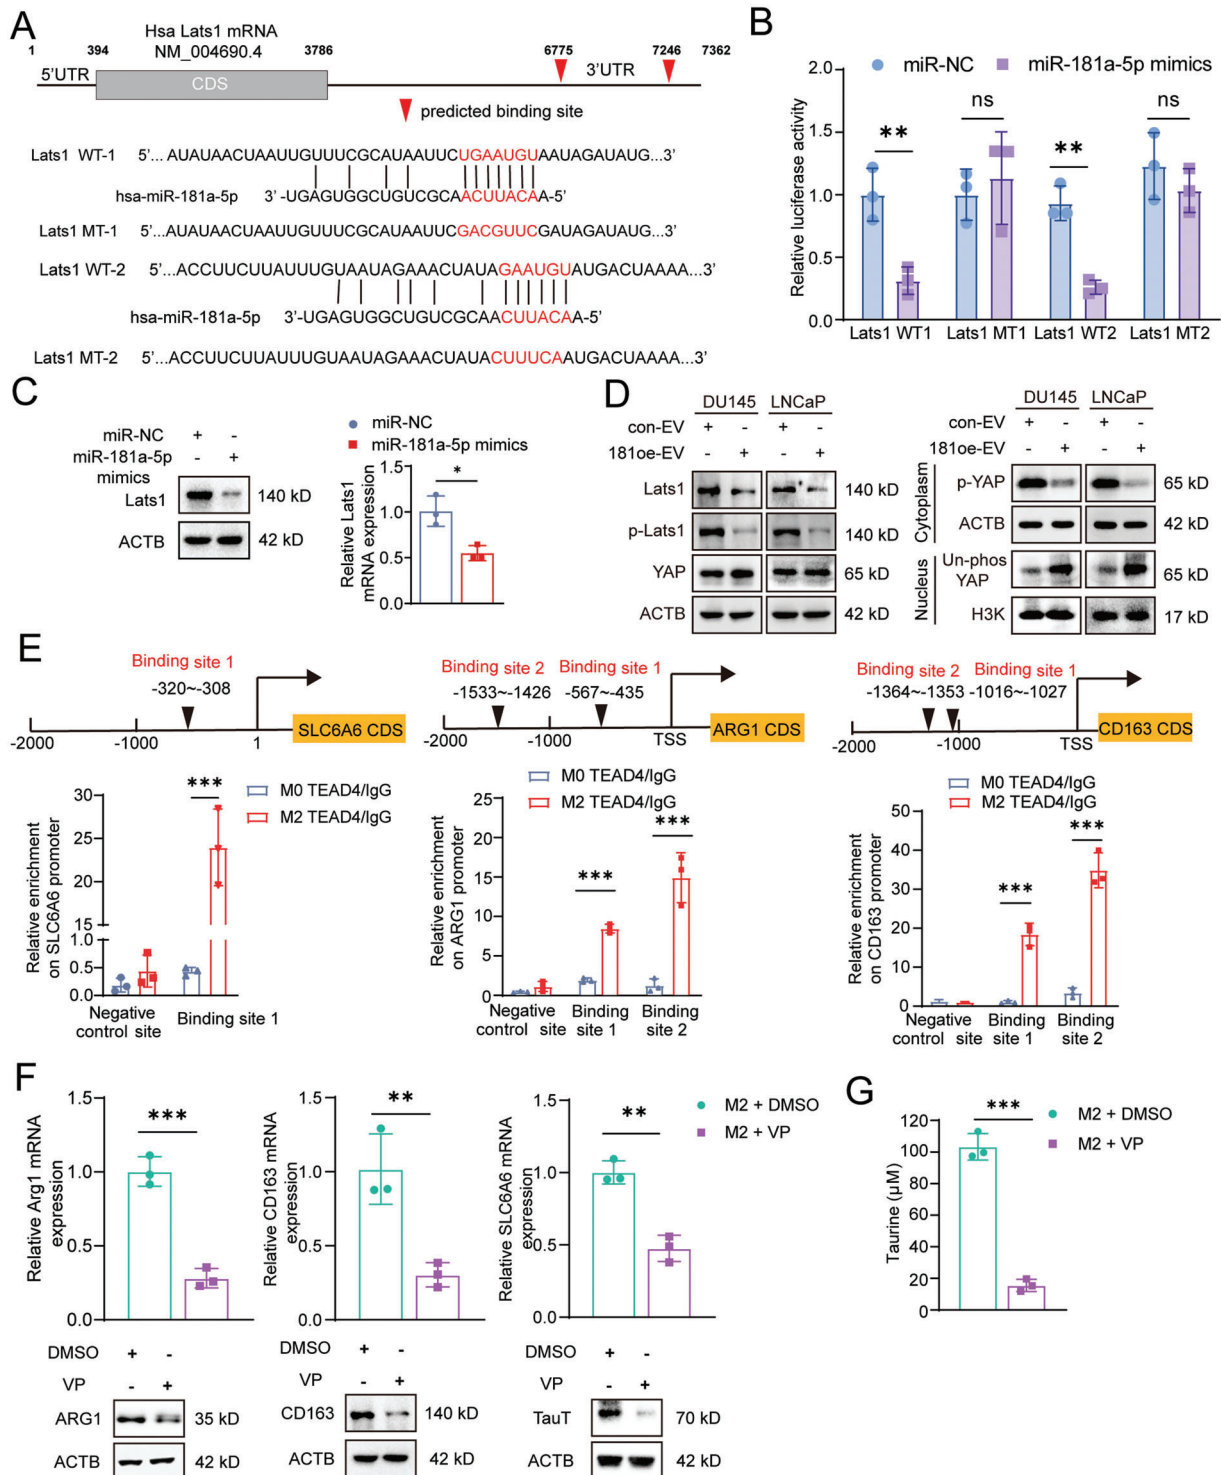 A
Hsa Lats1 mRNA
NM_004690.4
1 394 3786 6775 7246 7362
5'UTR CDS 3'UTR
predicted binding site
Lats1 WT-1 5'... AUAUAACUAAUUGUUUCGCAUAAUUCUGAAUGUAAUAGAUAUG...3'
hsa-miR-181a-5p 3' -UGAGUGGCUGUCGCAACUUACAA-5'
Lats1 MT-1 5'...AUAUAACUAAUUGUUUCGCAUAAUUCGACGUUCGAUAGAUAUG...3'
Lats1 WT-2 5'...ACCUUCUUAUUUGUAAUAGAAACUAUAGAAUGUAUGACUAAAA...3'
hsa-miR-181a-5p 3'-UGAGUGGCUGUCGCAACUUACAA-5'
Lats1 MT-2 5'...ACCUUCUUAUUUGUAAUAGAAACUAUACUUUCAAUGACUAAAA...3'
B
miR-NC miR-181a-5p mimics
Relative luciferase activity
2.0
1.5
1.0
0.5
0.0
** ns ** ns
Lats1 WT1 Lats1 MT1 Lats1 WT2 Lats1 MT2
C
miR-NC + -
miR-181a-5p mimics - +
Lats1 140 kD
ACTB 42 kD
miR-NC
miR-181a-5p mimics
Relative Lats1
mRNA expression
1.5
1.0
0.5
0.0
*
D
DU145 LNCaP
con-EV + - + -
181oe-EV - + - +
Lats1 140 kD
p-Lats1 140 kD
YAP 65 kD
ACTB 42 kD
DU145 LNCaP
con-EV + - + -
181oe-EV - + - +
Cytoplasm
p-YAP 65 kD
ACTB 42 kD
Nucleus
Un-phos
YAP 65 kD
H3K 17 kD
E
Binding site 1
-320~-308
-2000 -1000 1
SLC6A6 CDS
Relative enrichment
on SLC6A6 promoter
30
25
20
15
1.0
0.5
0.0
***
M0 TEAD4/IgG
M2 TEAD4/IgG
Negative
control site
Binding site 1
Binding site 2 Binding site 1
-1533~-1426 -567~-435
-2000 -1000 TSS
ARG1 CDS
M0 TEAD4/IgG
M2 TEAD4/IgG
Relative enrichment
on ARG1 promoter
25
20
15
10
5
0
*** ***
Negative Binding Binding
control site site 1 site 2
Binding site 2 Binding site 1
-1364~-1353 -1016~-1027
-2000 -1000 TSS
CD163 CDS
M0 TEAD4/IgG
M2 TEAD4/IgG
Relative enrichment
on CD163 promoter
50
40
30
20
10
0
*** ***
Negative Binding Binding
control site site 1 site 2
F
Relative Arg1 mRNA
expression
1.5
1.0
0.5
0.0
***
DMSO + -
VP - +
ARG1 35 kD
ACTB 42 kD
Relative CD163 mRNA
expression
1.5
1.0
0.5
0.0
**
DMSO + -
VP - +
CD163 140 kD
ACTB 42 kD
Relative SLC6A6 mRNA
expression
1.5
1.0
0.5
0.0
**
M2 + DMSO
M2 + VP
DMSO + -
VP - +
TauT 70 kD
ACTB 42 kD
G
Taurine (μM)
120
100
80
60
40
20
0
***
M2 + DMSO
M2 + VP